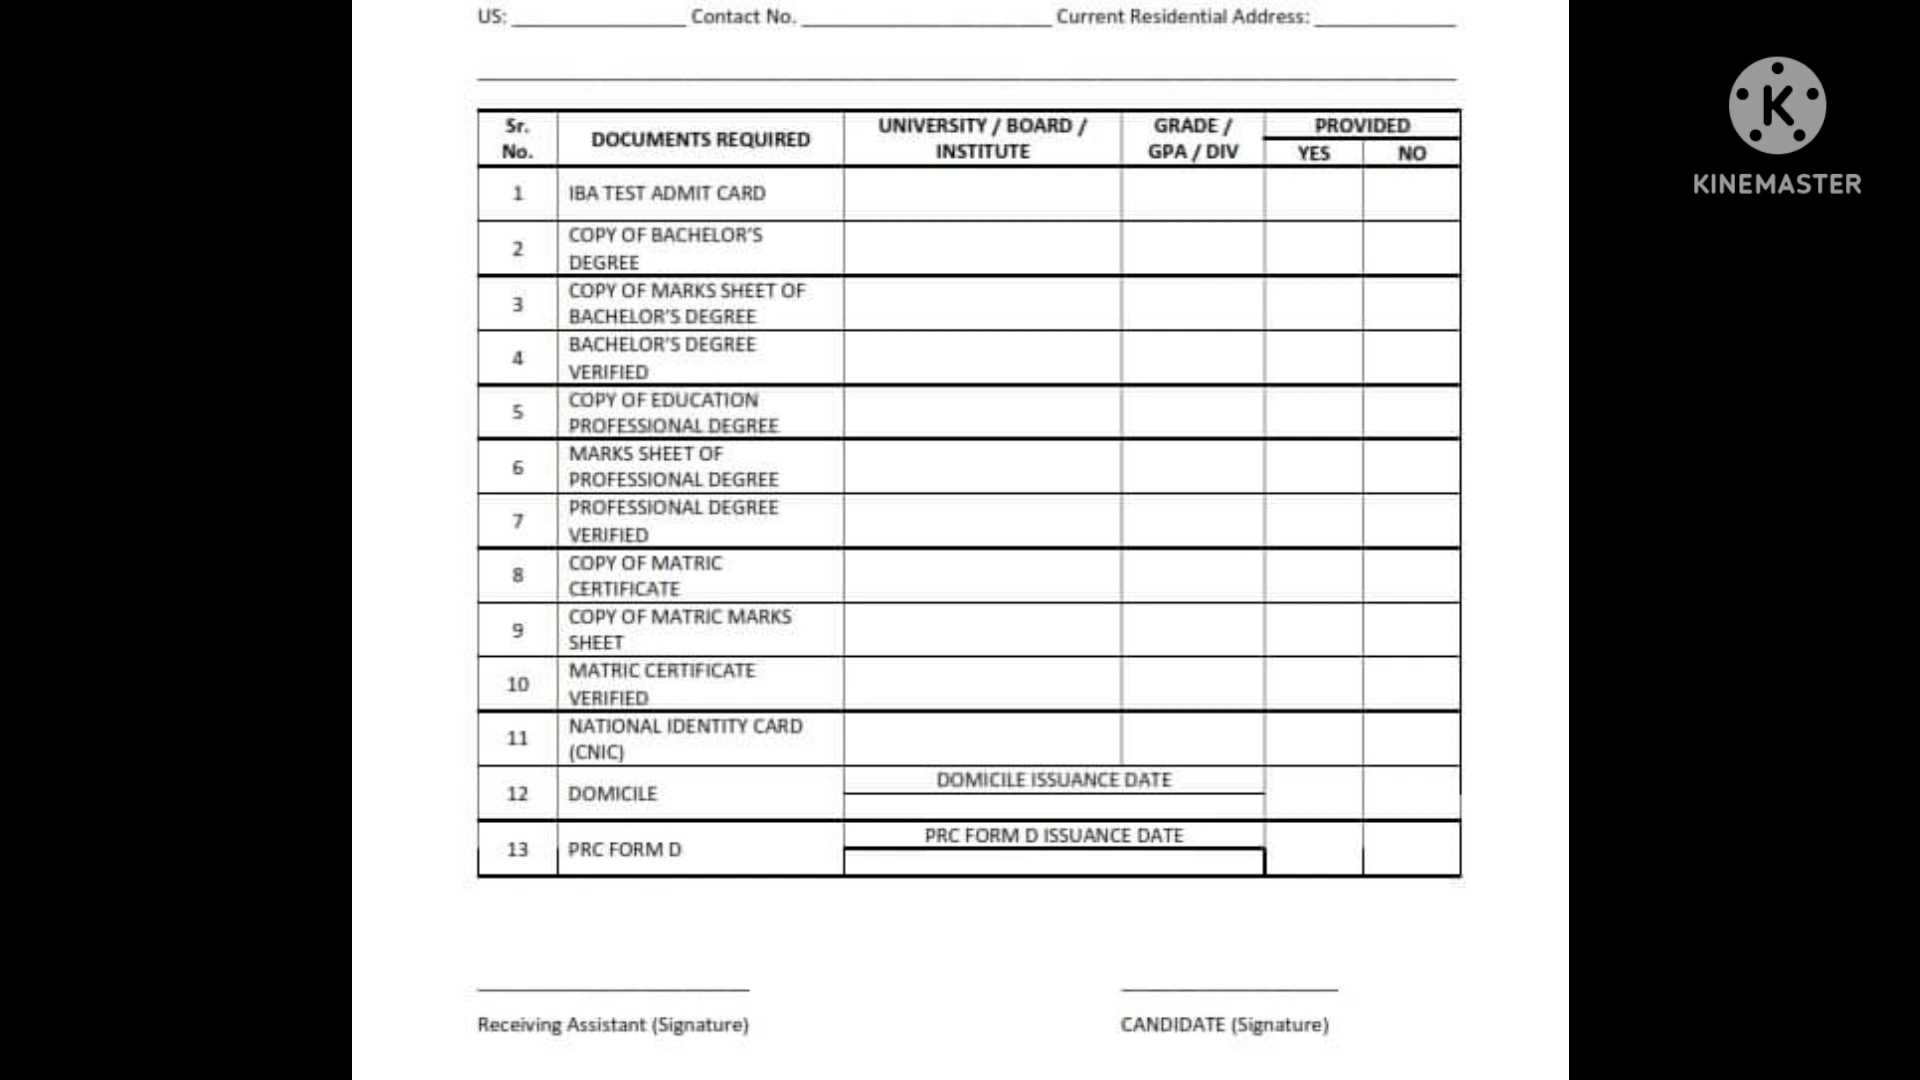 US: ________________ Contact No. _______________________ Current Residential Address: _____________
Sr. No. DOCUMENTS REQUIRED UNIVERSITY / BOARD / INSTITUTE GRADE / GPA / DIV PROVIDED YES NO
1 IBA TEST ADMIT CARD
2 COPY OF BACHELOR'S DEGREE
3 COPY OF MARKS SHEET OF BACHELOR'S DEGREE
4 BACHELOR'S DEGREE VERIFIED
5 COPY OF EDUCATION PROFESSIONAL DEGREE
6 MARKS SHEET OF PROFESSIONAL DEGREE
7 PROFESSIONAL DEGREE VERIFIED
8 COPY OF MATRIC CERTIFICATE
9 COPY OF MATRIC MARKS SHEET
10 MATRIC CERTIFICATE VERIFIED
11 NATIONAL IDENTITY CARD (CNIC)
12 DOMICILE DOMICILE ISSUANCE DATE
13 PRC FORM D PRC FORM D ISSUANCE DATE
Receiving Assistant (Signature) CANDIDATE (Signature)
K
KINEMASTER